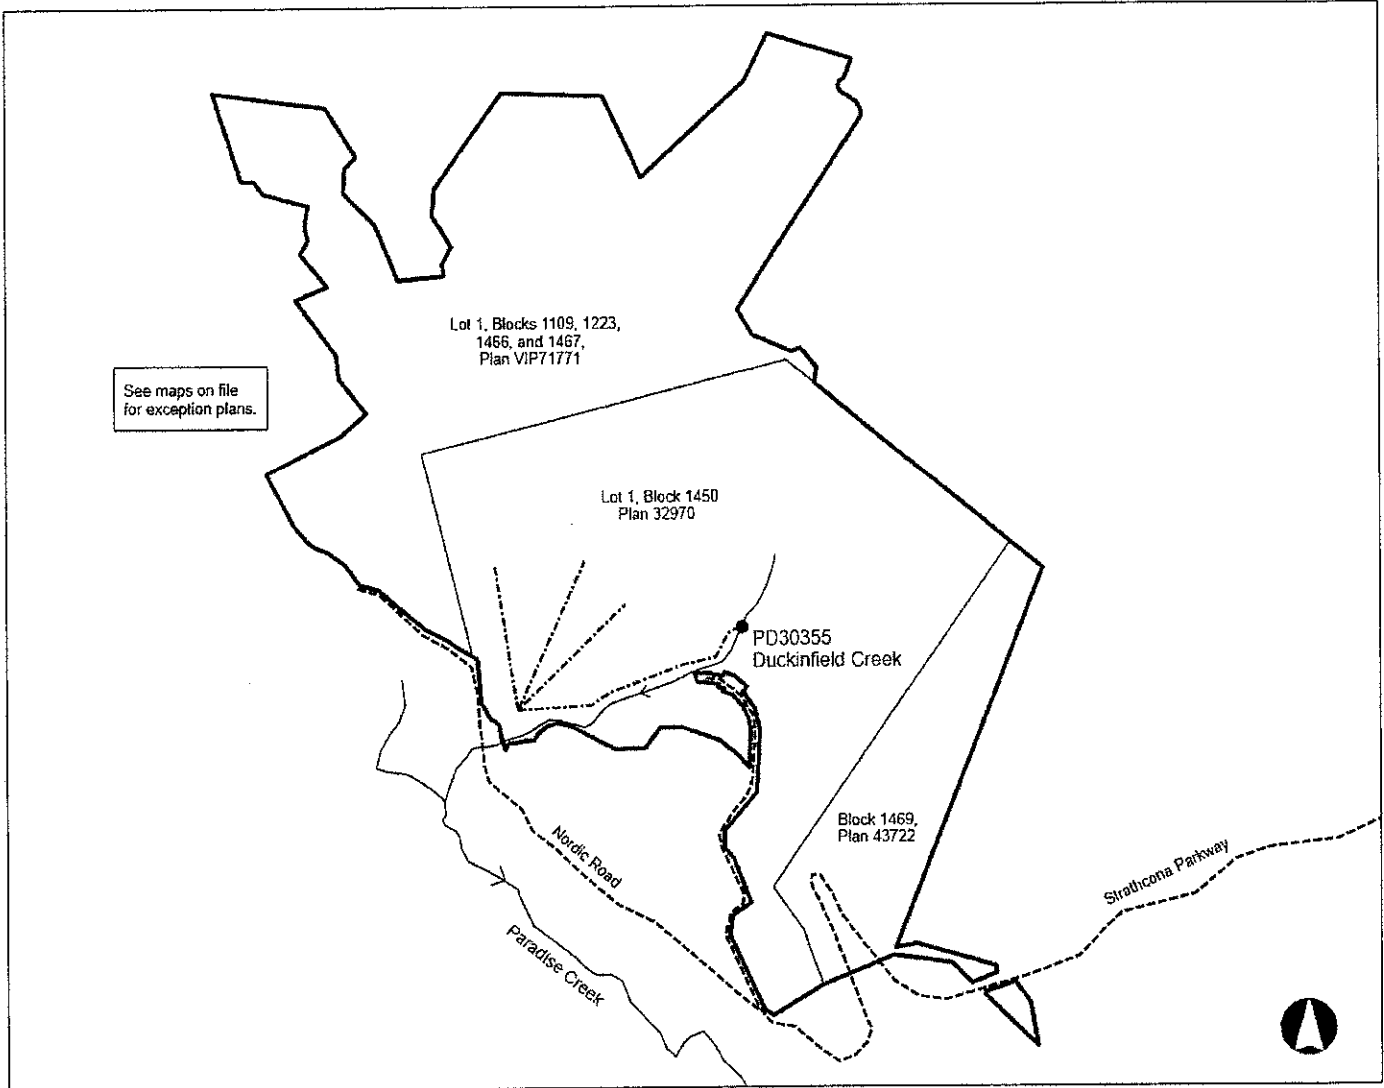 Lot 1, Blocks 1109, 1223,
1466, and 1467,
Plan VIP71771
See maps on file
for exception plans.
Lot 1, Block 1450
Plan 32970
PD30355
Duckinfield Creek
Block 1469,
Plan 43722
Nordic Road
Strathcona Parkway
Paradise Creek